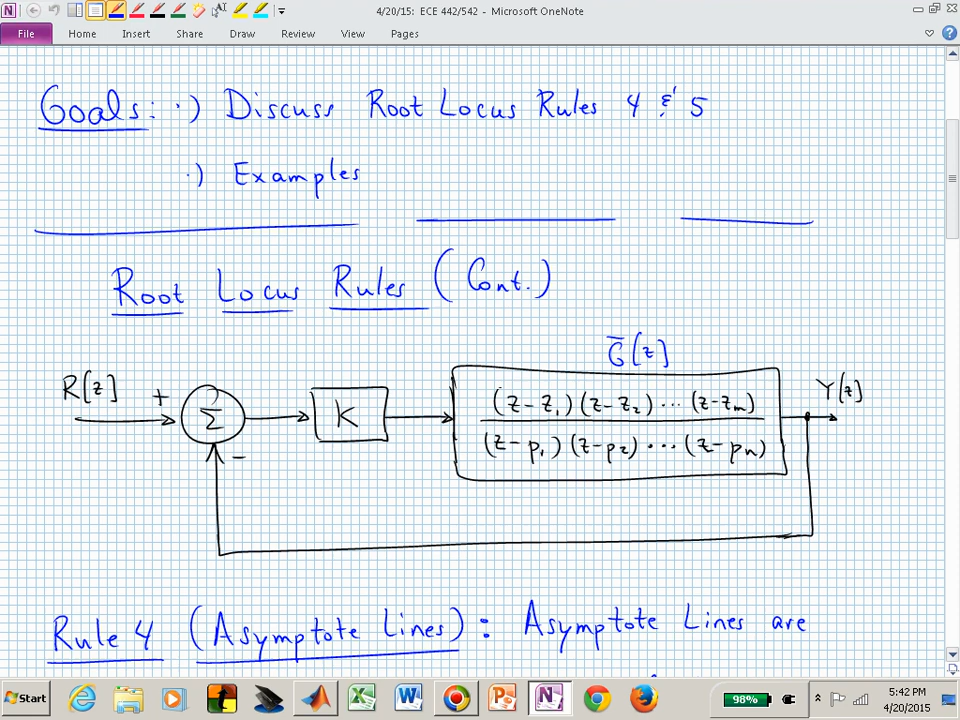 4/20/15: ECE 442/542 - Microsoft OneNote
File Home Insert Share Draw Review View Pages
Goals: ·) Discuss Root Locus Rules 4 & 5
·) Examples
Root Locus Rules (Cont.)
G̅[z]
R[z] + Σ K (z-z₁)(z-z₂)···(z-zₘ) Y[z]
(z-p₁)(z-p₂)···(z-pₙ)
−
Rule 4 (Asymptote Lines): Asymptote Lines are
Start 98% 5:42 PM
4/20/2015